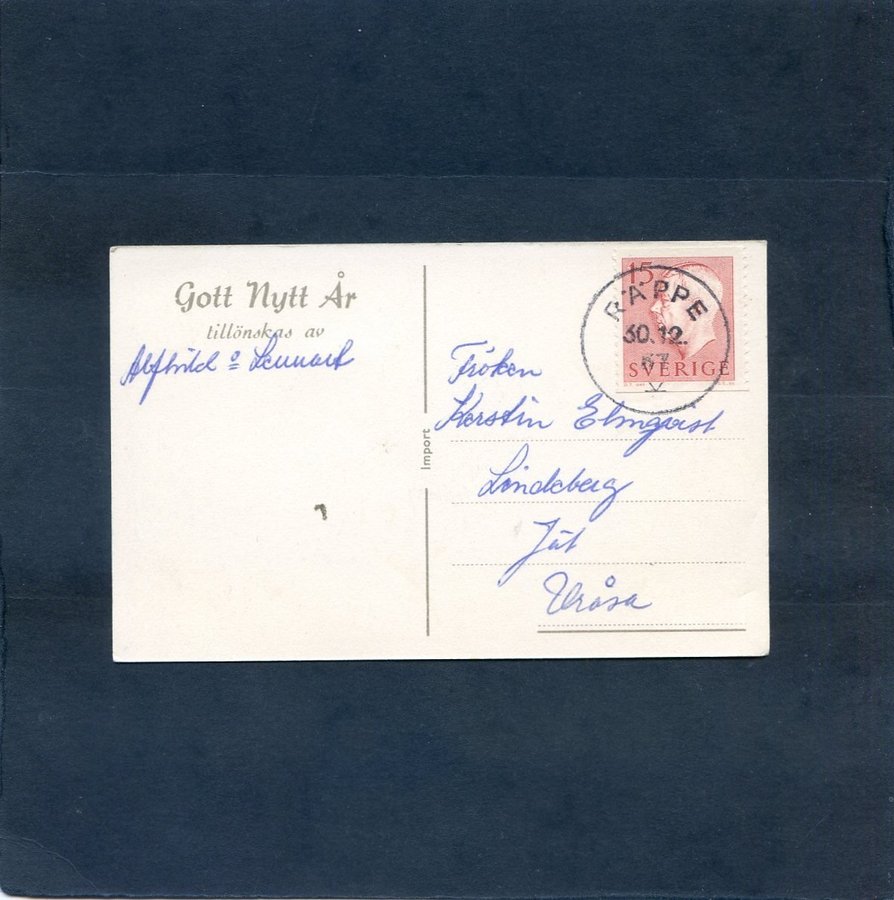 Gott Nytt År
tillönskas av
Alfhild o Lennart
Import
15
SVERIGE
RÄPPE
30.12.
57
Fröken
Kerstin Elmqvist
Lindeberg
Jät
Vråsa